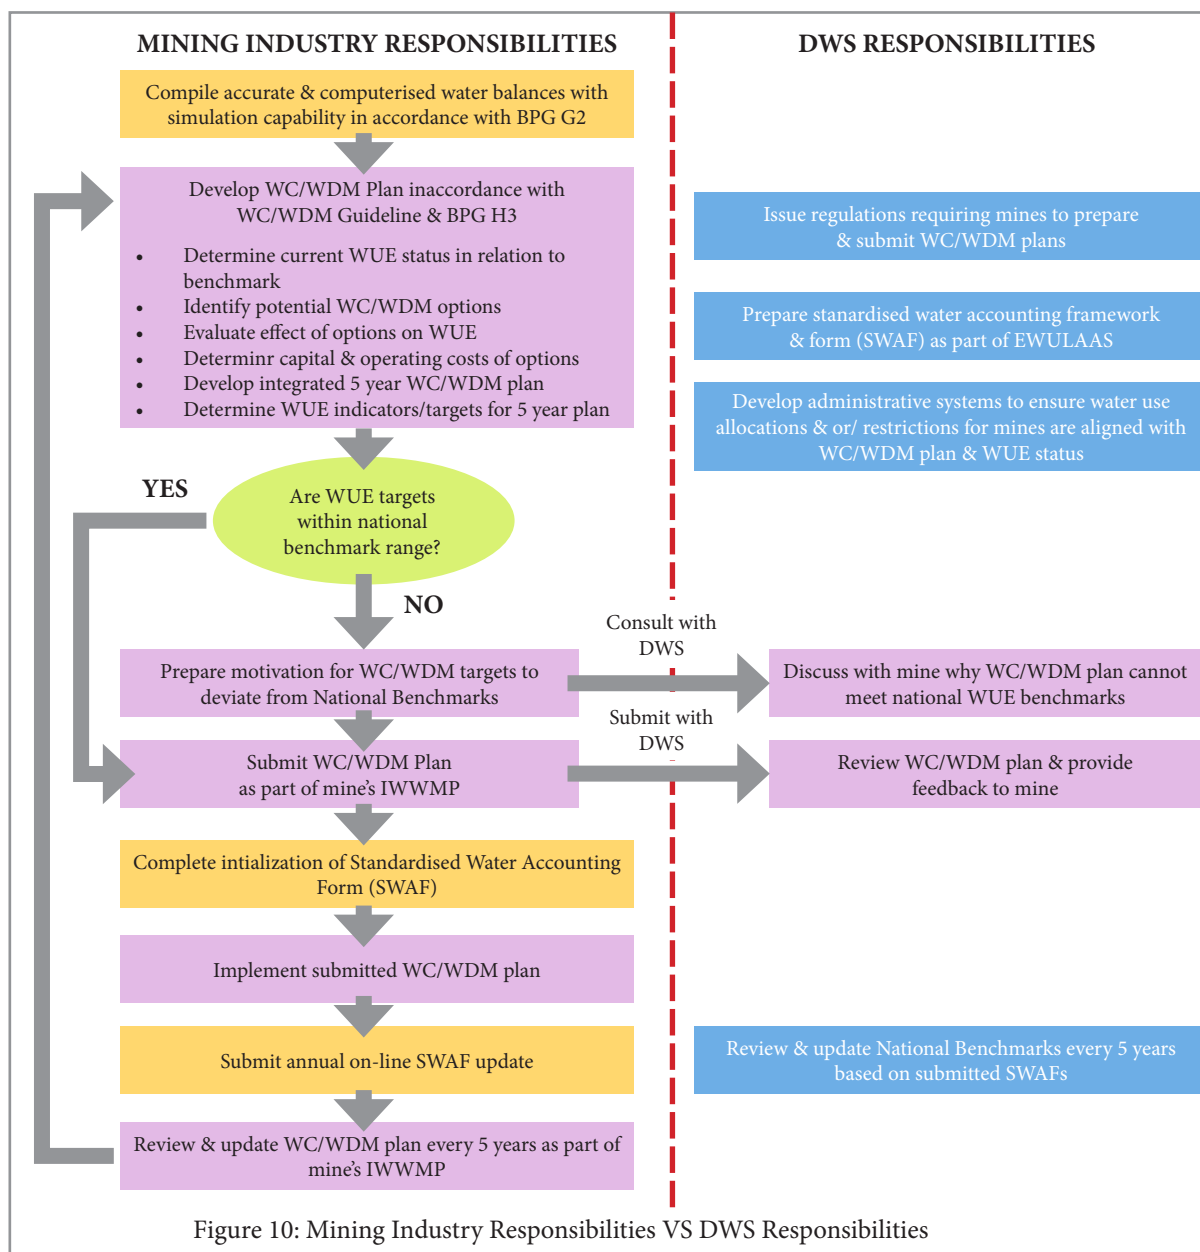 MINING INDUSTRY RESPONSIBILITIES
Compile accurate & computerised water balances with
simulation capability in accordance with BPG G2
Develop WC/WDM Plan inaccordance with
WC/WDM Guideline & BPG H3
• Determine current WUE status in relation to
benchmark
• Identify potential WC/WDM options
• Evaluate effect of options on WUE
• Determinr capital & operating costs of options
• Develop integrated 5 year WC/WDM plan
• Determine WUE indicators/targets for 5 year plan
YES
Are WUE targets
within national
benchmark range?
NO
Prepare motivation for WC/WDM targets to
deviate from National Benchmarks
Submit WC/WDM Plan
as part of mine's IWWMP
Complete intialization of Standardised Water Accounting
Form (SWAF)
Implement submitted WC/WDM plan
Submit annual on-line SWAF update
Review & update WC/WDM plan every 5 years as part of
mine's IWWMP
Consult with
DWS
Submit with
DWS
DWS RESPONSIBILITIES
Issue regulations requiring mines to prepare
& submit WC/WDM plans
Prepare stanardised water accounting framework
& form (SWAF) as part of EWULAAS
Develop administrative systems to ensure water use
allocations & or/ restrictions for mines are aligned with
WC/WDM plan & WUE status
Discuss with mine why WC/WDM plan cannot
meet national WUE benchmarks
Review WC/WDM plan & provide
feedback to mine
Review & update National Benchmarks every 5 years
based on submitted SWAFs
Figure 10: Mining Industry Responsibilities VS DWS Responsibilities